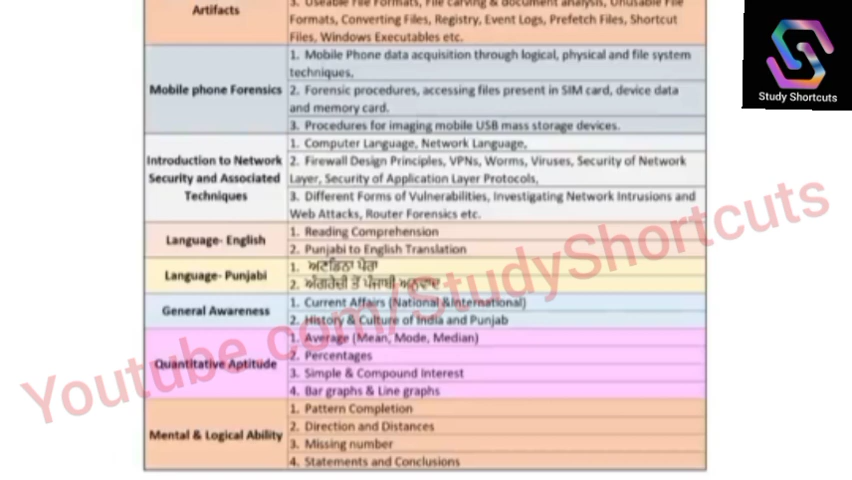 3. Useable File Formats, File carving & document analysis, Unusable File
Artifacts
Formats, Converting Files, Registry, Event Logs, Prefetch Files, Shortcut
Files, Windows Executables etc.
Study Shortcuts
Mobile phone Forensics
1. Mobile Phone data acquisition through logical, physical and file system
techniques,
2. Forensic procedures, accessing files present in SIM card, device data
and memory card.
3. Procedures for imaging mobile USB mass storage devices.
Introduction to Network
Security and Associated
Techniques
1. Computer Language, Network Language,
2. Firewall Design Principles, VPNs, Worms, Viruses, Security of Network
Layer, Security of Application Layer Protocols,
3. Different Forms of Vulnerabilities, Investigating Network Intrusions and
Web Attacks, Router Forensics etc.
Language- English
1. Reading Comprehension
2. Punjabi to English Translation
Language- Punjabi
1. ਅਣਡਿੱਠਾ ਪੈਰਾ
2. ਅੰਗਰੇਜ਼ੀ ਤੋਂ ਪੰਜਾਬੀ ਅਨੁਵਾਦ
General Awareness
1. Current Affairs (National &International)
2. History & Culture of India and Punjab
Quantitative Aptitude
1. Average (Mean, Mode, Median)
2. Percentages
3. Simple & Compound Interest
4. Bar graphs & Line graphs
Mental & Logical Ability
1. Pattern Completion
2. Direction and Distances
3. Missing number
4. Statements and Conclusions
Youtube.com/StudyShortcuts